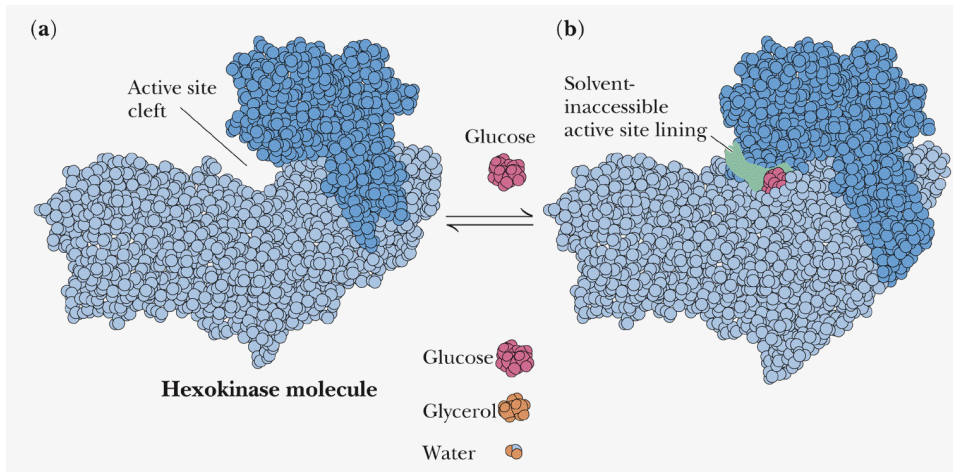 (a)
Active site
cleft
Hexokinase molecule
Glucose
Glucose
Glycerol
Water
(b)
Solvent-
inaccessible
active site lining